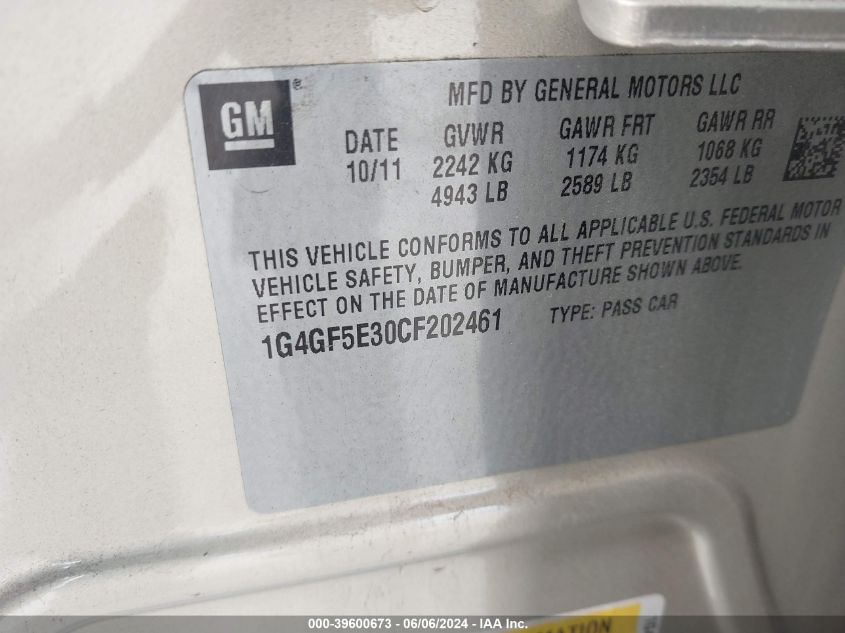 GM ®
MFD BY GENERAL MOTORS LLC
DATE GVWR GAWR FRT GAWR RR
10/11 2242 KG 1174 KG 1068 KG
4943 LB 2589 LB 2354 LB
THIS VEHICLE CONFORMS TO ALL APPLICABLE U.S. FEDERAL MOTOR
VEHICLE SAFETY, BUMPER, AND THEFT PREVENTION STANDARDS IN
EFFECT ON THE DATE OF MANUFACTURE SHOWN ABOVE.
1G4GF5E30CF202461 TYPE: PASS CAR
000-39600673 - 06/06/2024 - IAA Inc.